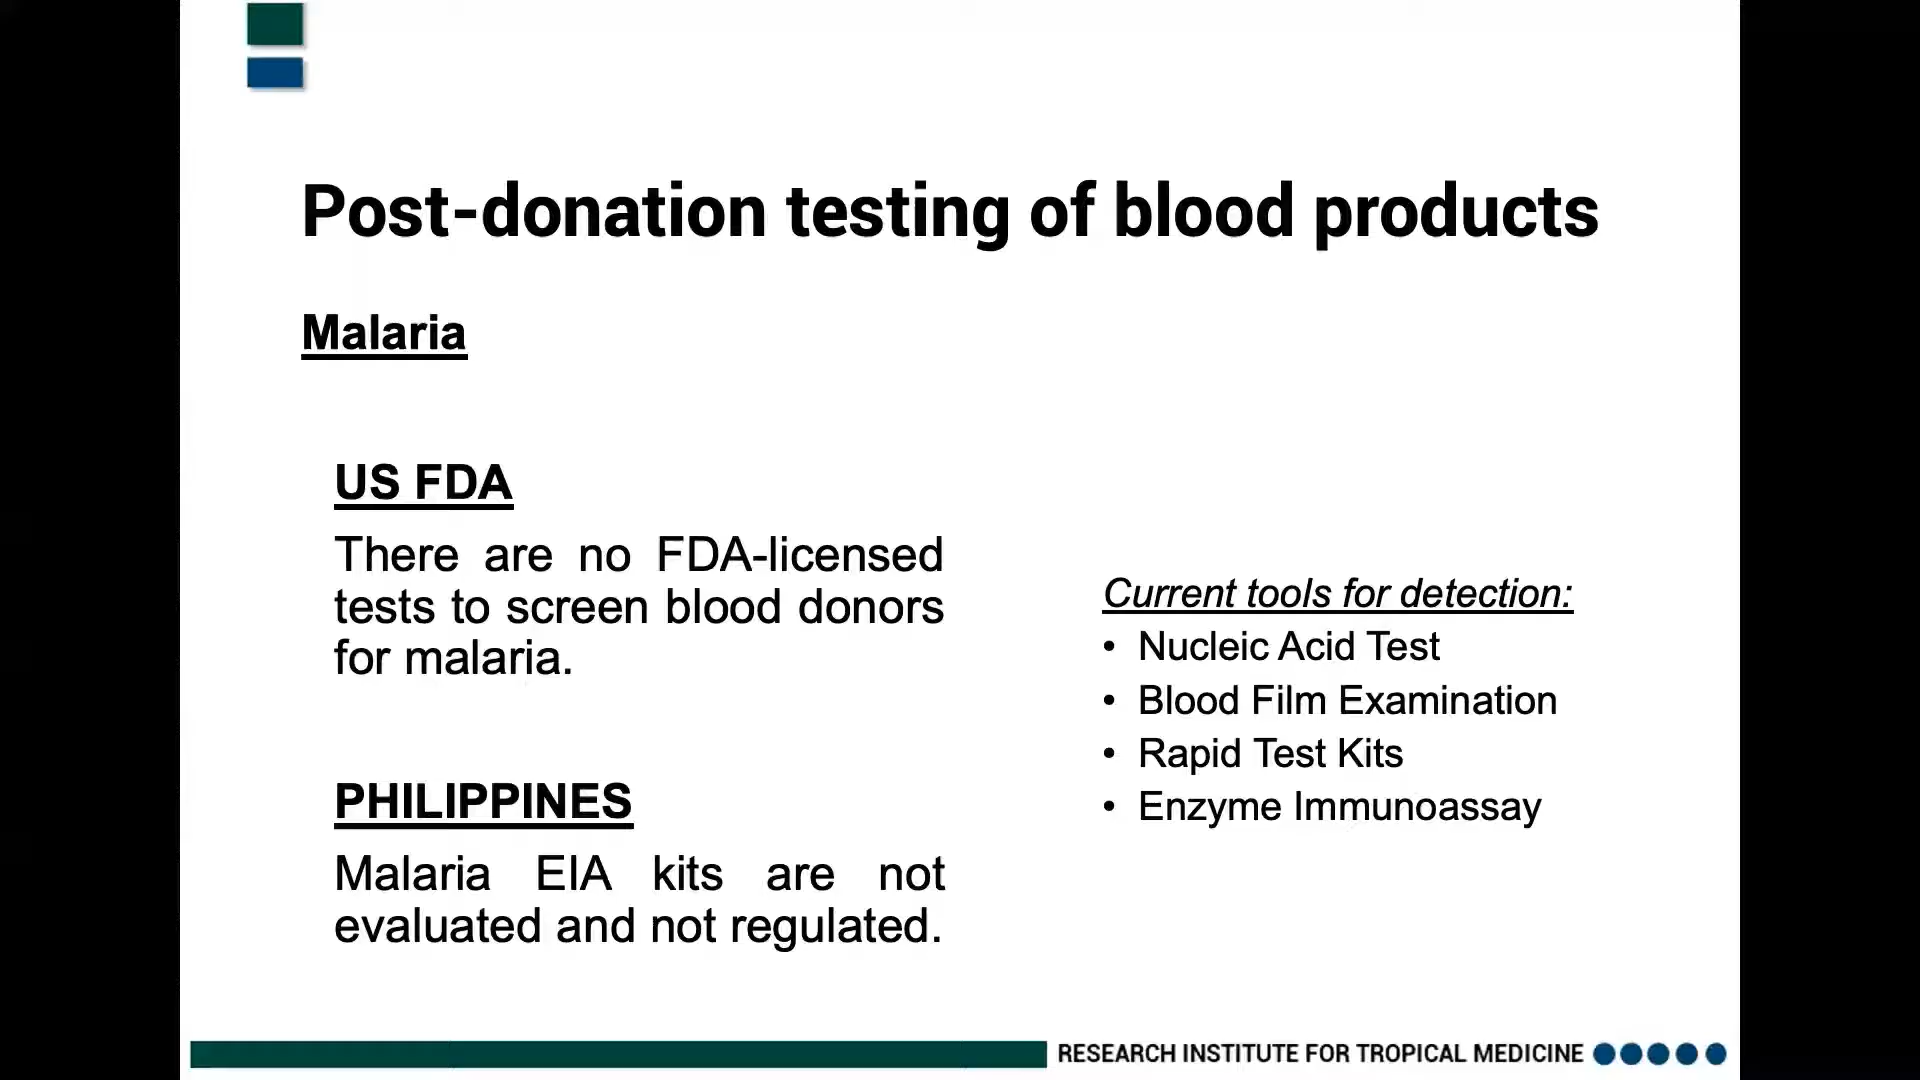 Post-donation testing of blood products
Malaria
US FDA
There are no FDA-licensed
tests to screen blood donors
for malaria.
PHILIPPINES
Malaria EIA kits are not
evaluated and not regulated.
Current tools for detection:
• Nucleic Acid Test
• Blood Film Examination
• Rapid Test Kits
• Enzyme Immunoassay
RESEARCH INSTITUTE FOR TROPICAL MEDICINE